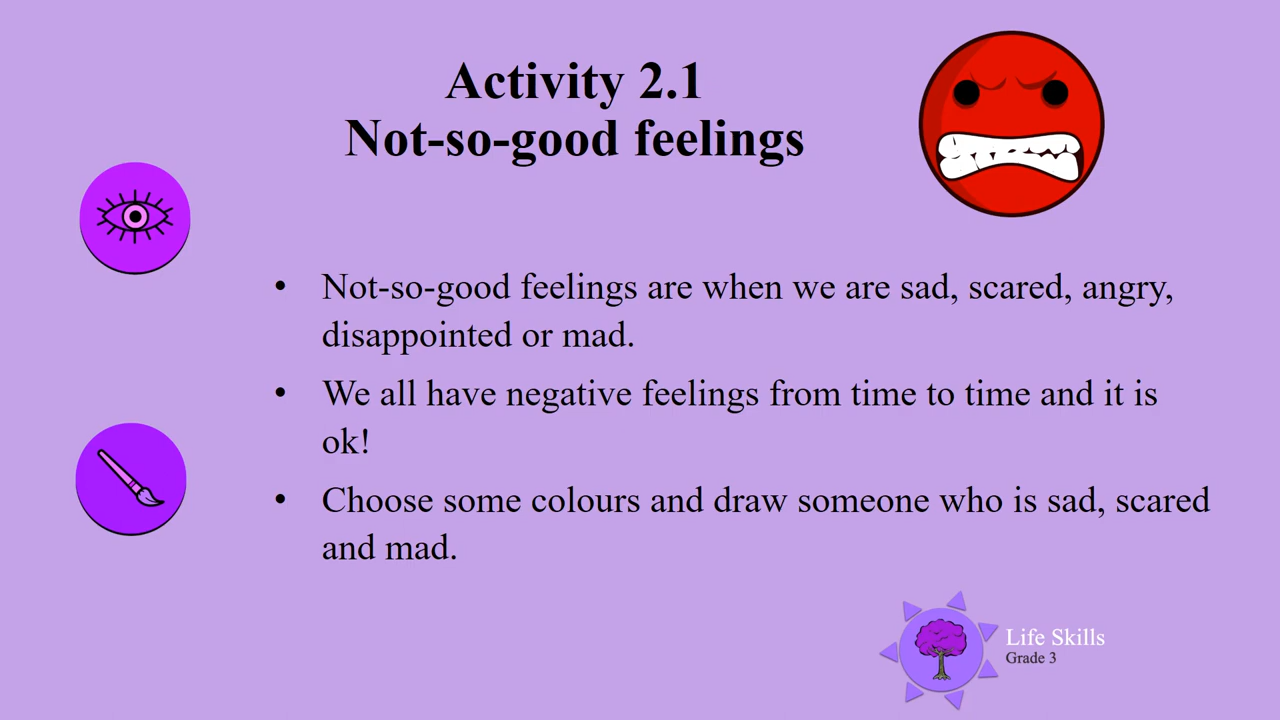 Activity 2.1
Not-so-good feelings
• Not-so-good feelings are when we are sad, scared, angry,
disappointed or mad.
• We all have negative feelings from time to time and it is
ok!
• Choose some colours and draw someone who is sad, scared
and mad.
Life Skills
Grade 3